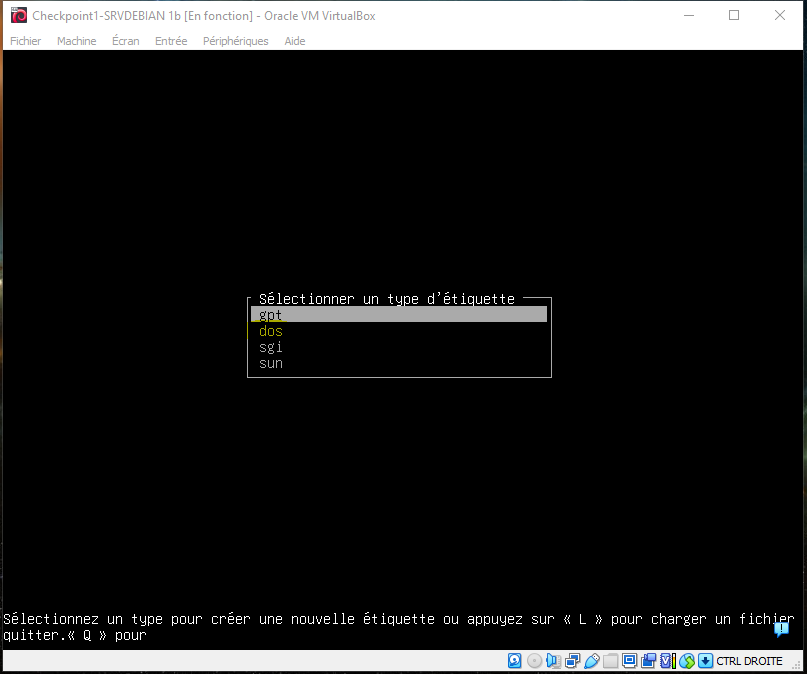 Checkpoint1-SRVDEBIAN 1b [En fonction] - Oracle VM VirtualBox
Fichier Machine Écran Entrée Périphériques Aide
Sélectionner un type d'étiquette
gpt
dos
sgi
sun
Sélectionnez un type pour créer une nouvelle étiquette ou appuyez sur « L » pour charger un fichier
quitter.« Q » pour
CTRL DROITE